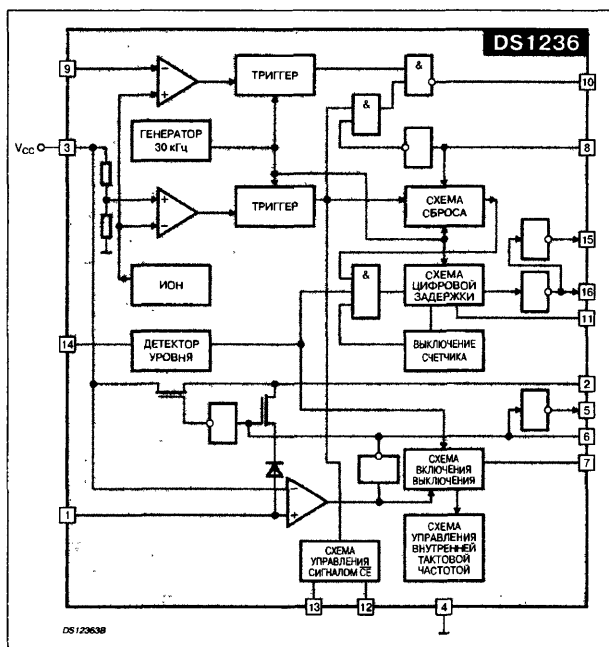 DS1236
9
ТРИГГЕР
&
10
ГЕНЕРАТОР
30 кГц
&
Vcc
3
8
ТРИГГЕР
СХЕМА
СБРОСА
15
ИОН
&
СХЕМА
ЦИФРОВОЙ
ЗАДЕРЖКИ
16
11
14
ДЕТЕКТОР
УРОВНЯ
ВЫКЛЮЧЕНИЕ
СЧЕТЧИКА
2
5
6
СХЕМА
ВКЛЮЧЕНИЯ
ВЫКЛЮЧЕНИЯ
7
1
СХЕМА
УПРАВЛЕНИЯ
СИГНАЛОМ C̅E̅
СХЕМА
УПРАВЛЕНИЯ
ВНУТРЕННЕЙ
ТАКТОВОЙ
ЧАСТОТОЙ
13
12
4
DS12363B